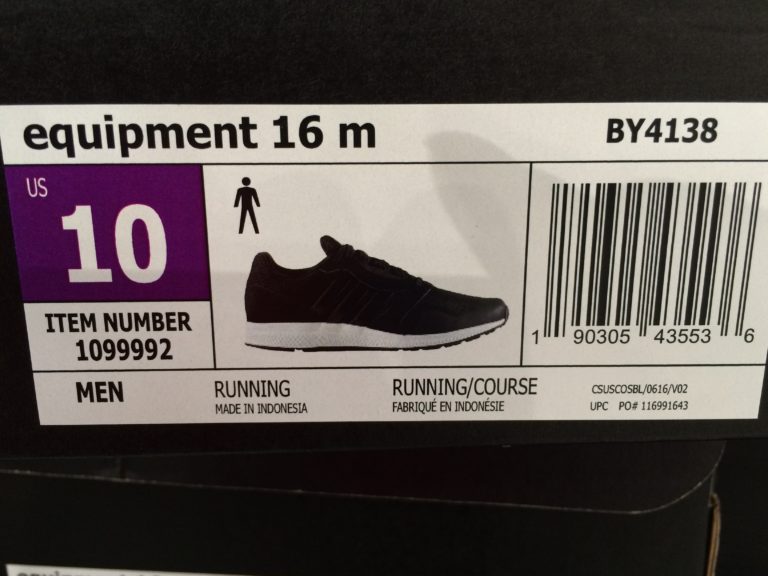 equipment 16 m
BY4138
US
10
ITEM NUMBER
1099992
1 90305 43553 6
MEN
RUNNING
MADE IN INDONESIA
RUNNING/COURSE
FABRIQUÉ EN INDONÉSIE
CSUSCOSBL/0616/V02
UPC PO# 116991643